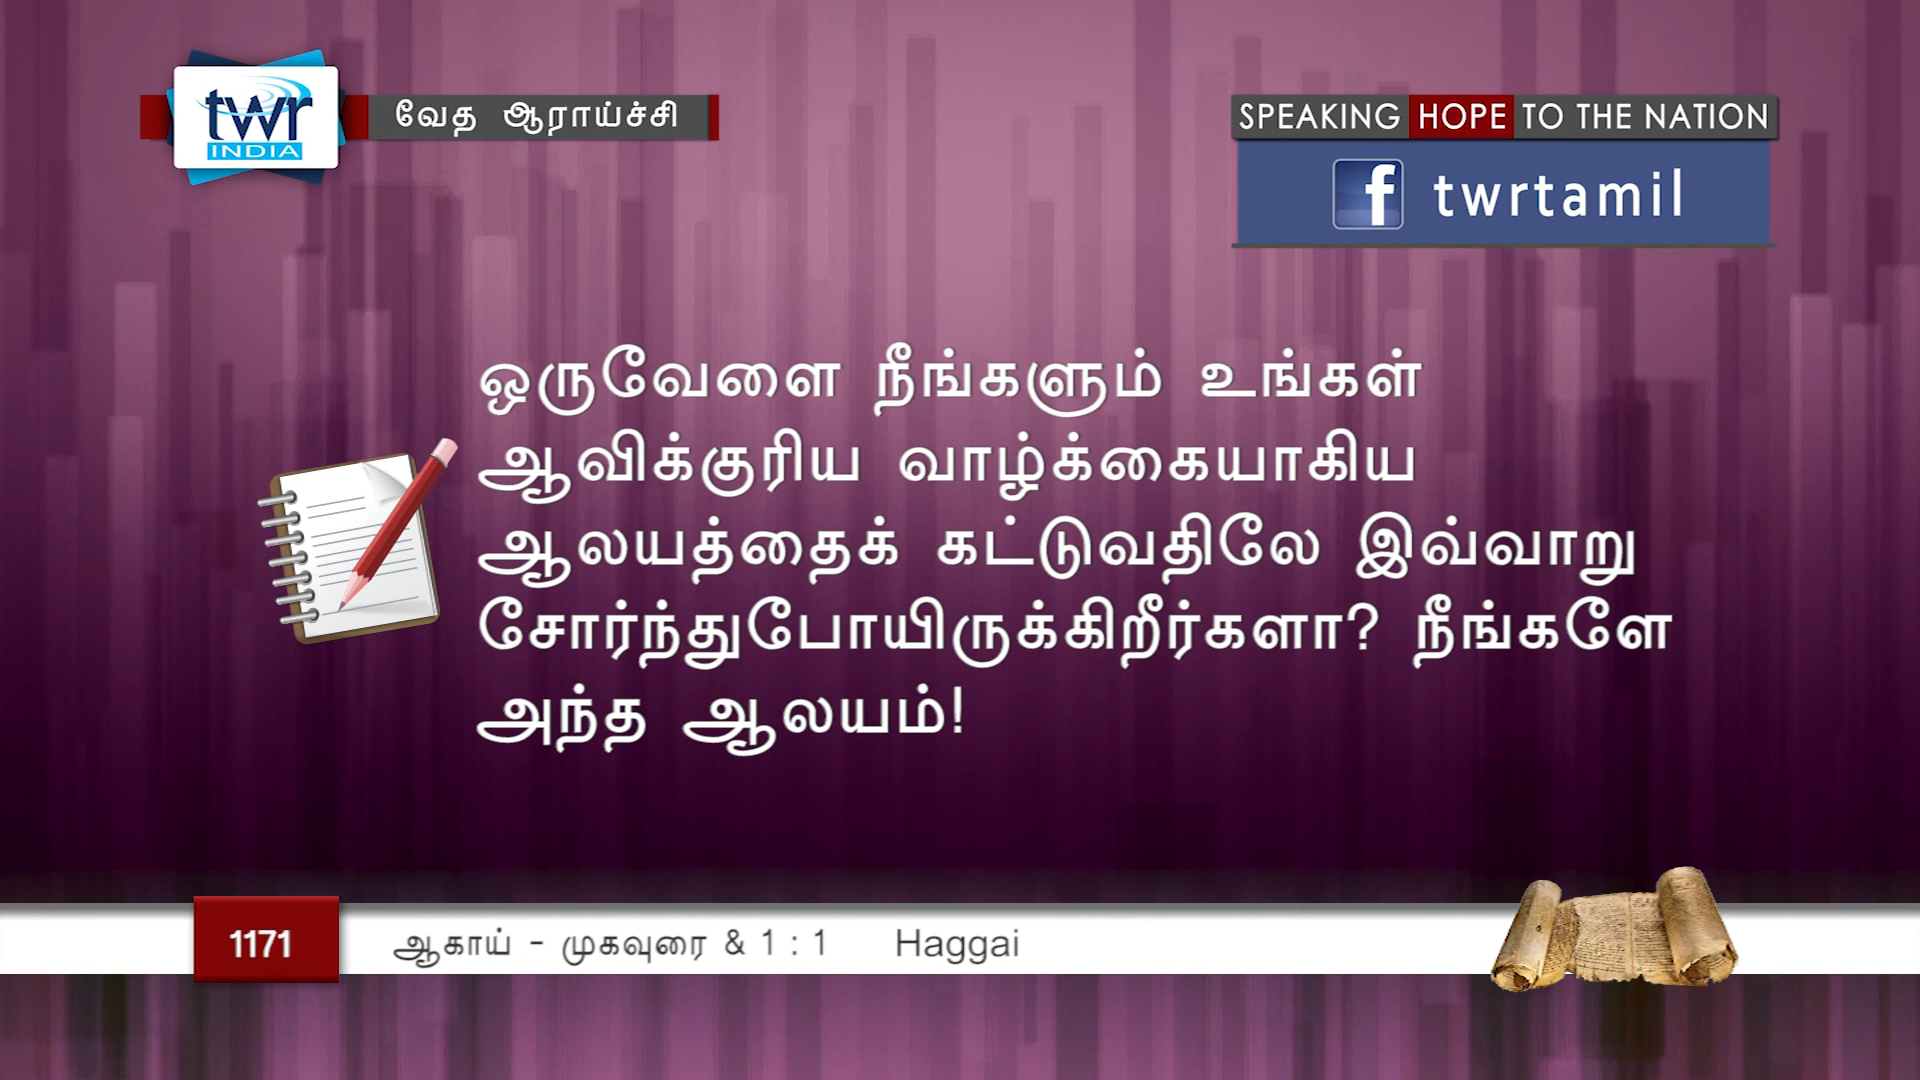 twr
INDIA
வேத ஆராய்ச்சி
SPEAKING HOPE TO THE NATION
f twrtamil
ஒருவேளை நீங்களும் உங்கள்
ஆவிக்குரிய வாழ்க்கையாகிய
ஆலயத்தைக் கட்டுவதிலே இவ்வாறு
சோர்ந்துபோயிருக்கிறீர்களா? நீங்களே
அந்த ஆலயம்!
1171 ஆகாய் - முகவுரை & 1 : 1 Haggai